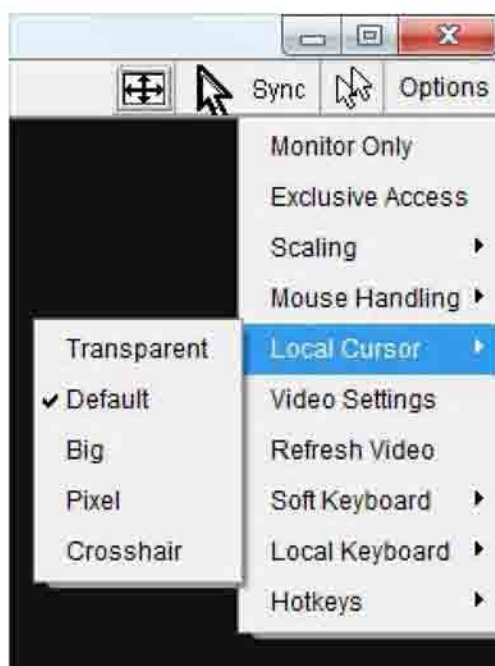 Sync Options
Monitor Only
Exclusive Access
Scaling
Mouse Handling
Local Cursor
Video Settings
Refresh Video
Soft Keyboard
Local Keyboard
Hotkeys
Transparent
Default
Big
Pixel
Crosshair